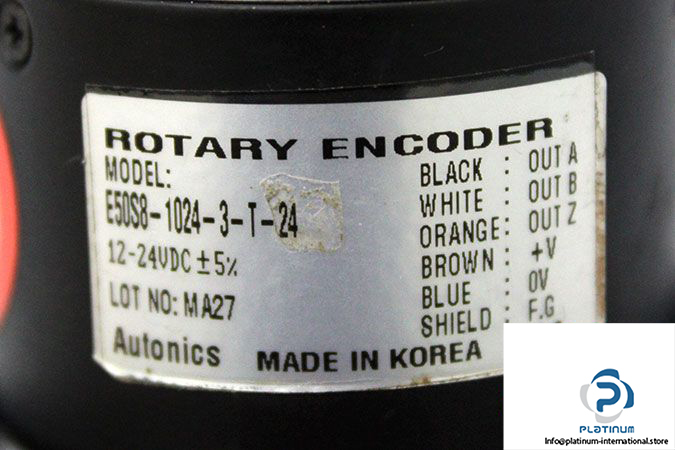 ROTARY ENCODER
MODEL:
E50S8-1024-3-T-24
12-24VDC ±5%
LOT NO: MA27
Autonics MADE IN KOREA
BLACK : OUT A
WHITE : OUT B
ORANGE: OUT Z
BROWN : +V
BLUE : 0V
SHIELD : F.G
PLATINUM
Info@platinum-international.store